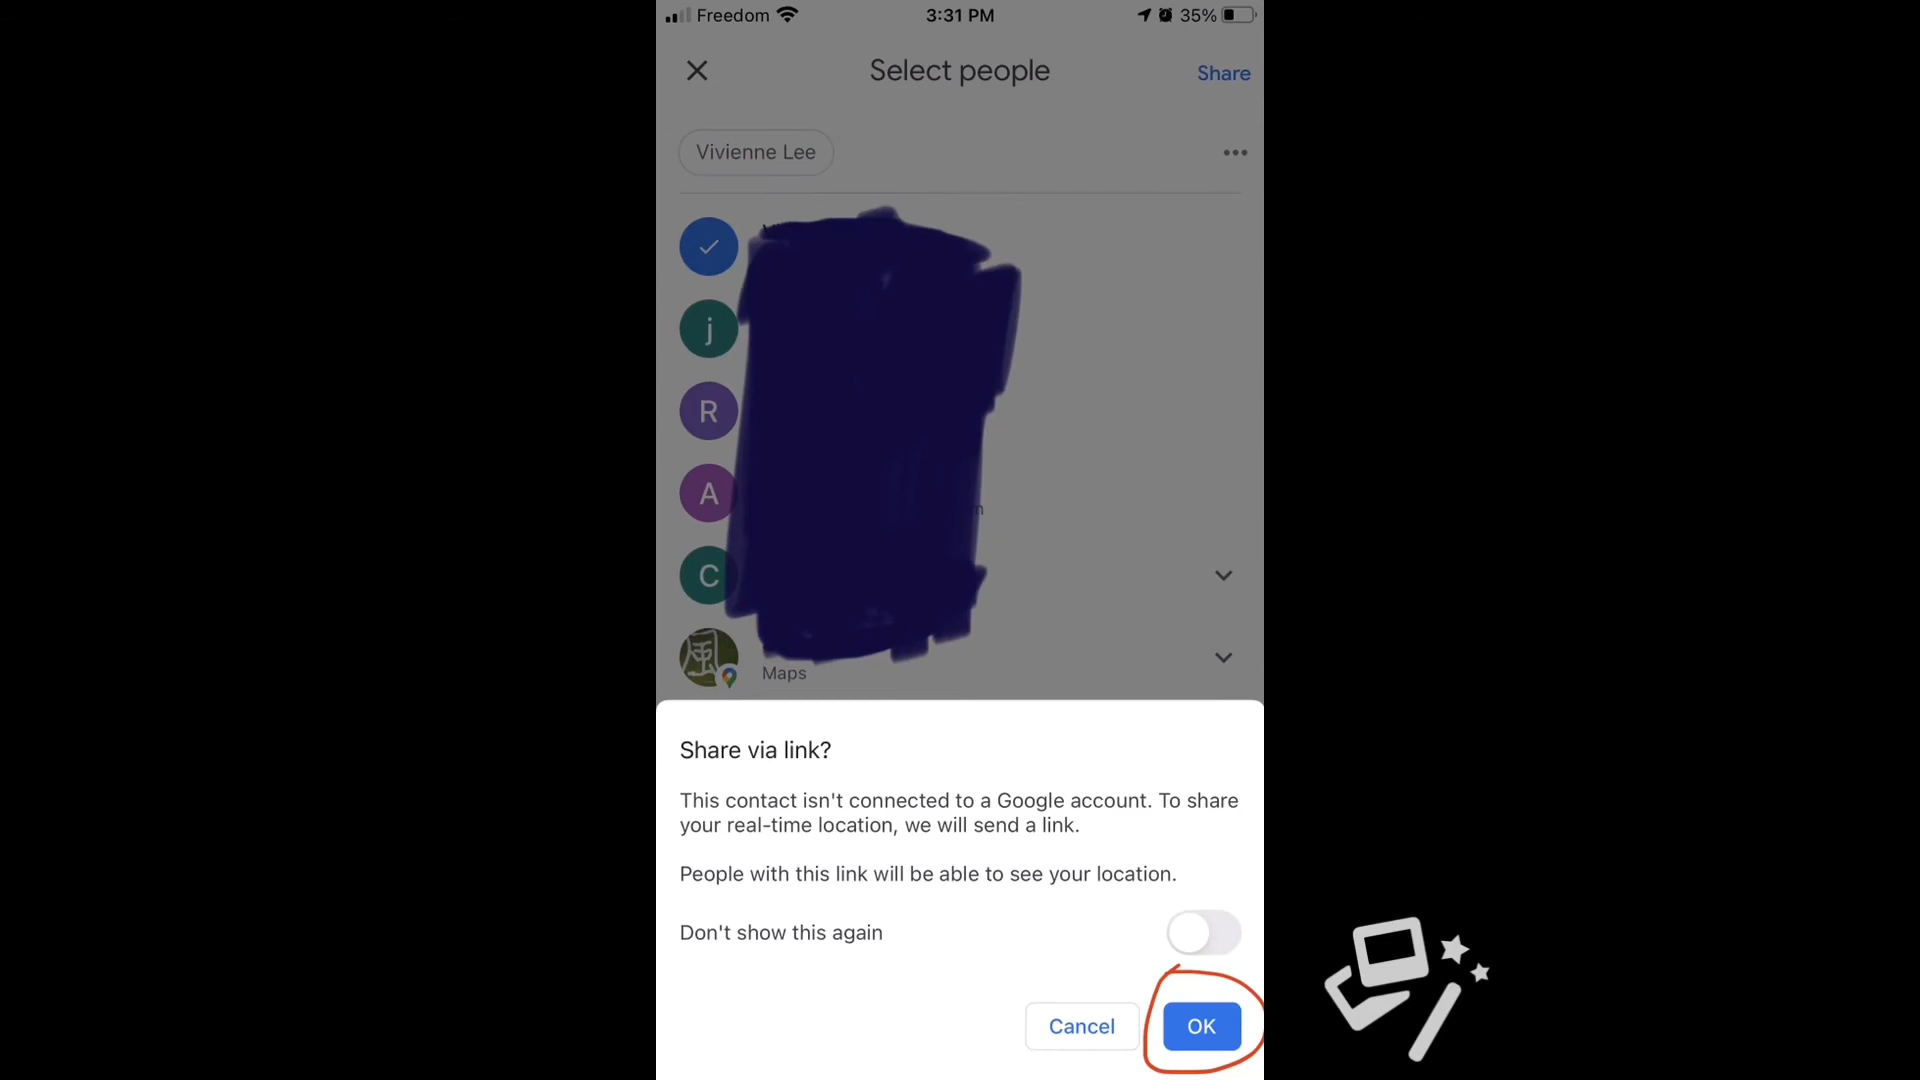 Freedom 3:31 PM 35%
Select people
Share
Vivienne Lee
j
R
A
C
風
Maps
Share via link?
This contact isn't connected to a Google account. To share
your real-time location, we will send a link.
People with this link will be able to see your location.
Don't show this again
Cancel OK